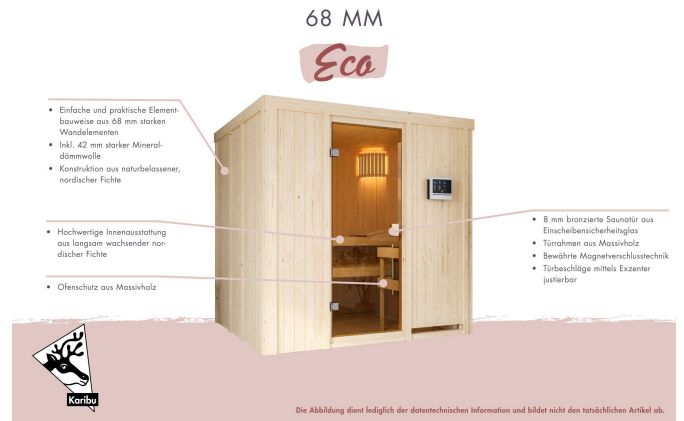 68 MM
Eco
• Einfache und praktische Element-
bauweise aus 68 mm starken
Wandelementen
• Inkl. 42 mm starker Mineral-
dämmwolle
• Konstruktion aus naturbelassener,
nordischer Fichte
• Hochwertige Innenausstattung
aus langsam wachsender nor-
discher Fichte
• Ofenschutz aus Massivholz
• 8 mm bronzierte Saunatür aus
Einscheibensicherheitsglas
• Türrahmen aus Massivholz
• Bewährte Magnetverschlusstechnik
• Türbeschläge mittels Exzenter
justierbar
Karibu
Die Abbildung dient lediglich der datentechnischen Information und bildet nicht den tatsächlichen Artikel ab.